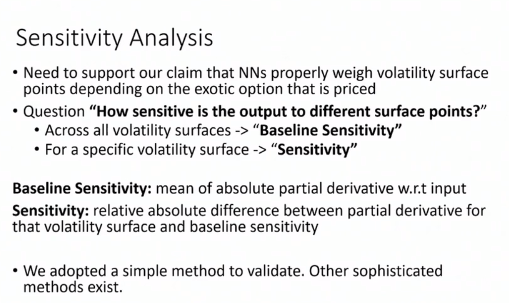 Sensitivity Analysis
• Need to support our claim that NNs properly weigh volatility surface
points depending on the exotic option that is priced
• Question “How sensitive is the output to different surface points?”
• Across all volatility surfaces -> “Baseline Sensitivity”
• For a specific volatility surface -> “Sensitivity”
Baseline Sensitivity: mean of absolute partial derivative w.r.t input
Sensitivity: relative absolute difference between partial derivative for
that volatility surface and baseline sensitivity
• We adopted a simple method to validate. Other sophisticated
methods exist.